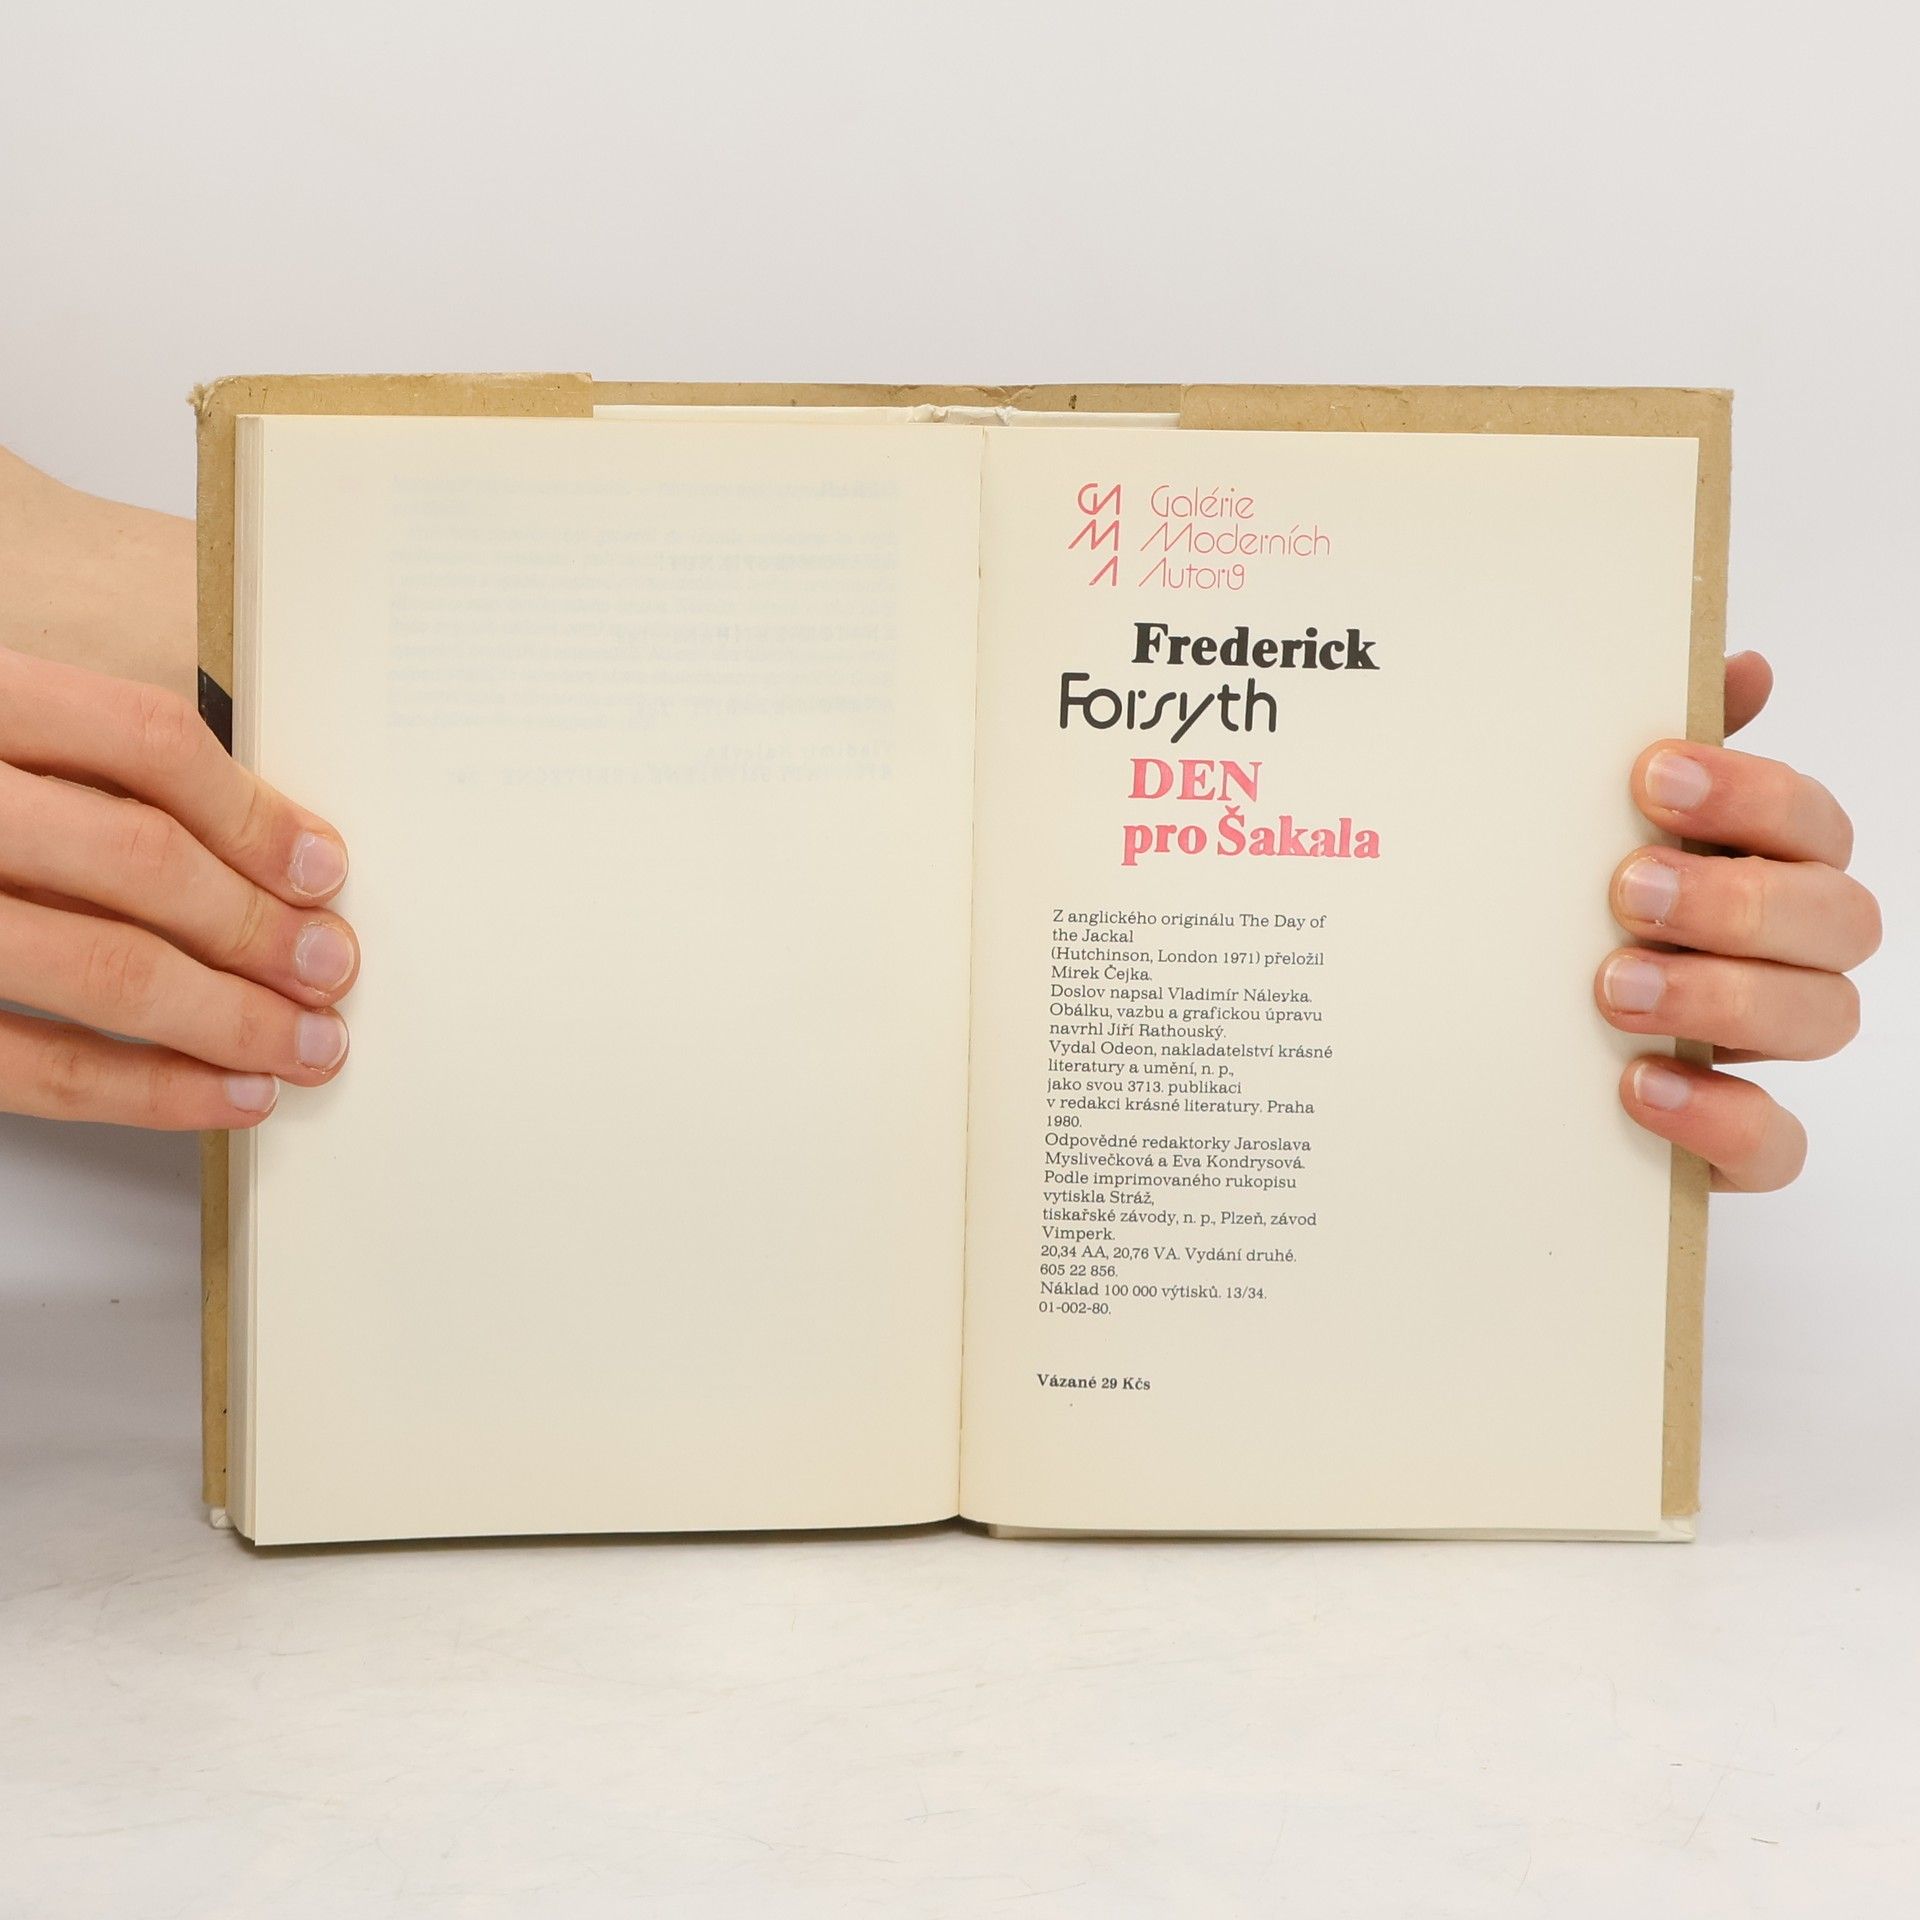 GMA
Galérie
Moderních
Autorů
Frederick
Forsyth
DEN
pro Šakala
Z anglického originálu The Day of
the Jackal
(Hutchinson, London 1971) přeložil
Mirek Čejka.
Doslov napsal Vladimír Nálevka.
Obálku, vazbu a grafickou úpravu
navrhl Jiří Rathouský.
Vydal Odeon, nakladatelství krásné
literatury a umění, n. p.,
jako svou 3713. publikaci
v redakci krásné literatury. Praha
1980.
Odpovědné redaktorky Jaroslava
Myslivečková a Eva Kondrysová.
Podle imprimovaného rukopisu
vytiskla Stráž,
tiskařské závody, n. p., Plzeň, závod
Vimperk.
20,34 AA, 20,76 VA. Vydání druhé.
605 22 856.
Náklad 100 000 výtisků. 13/34.
01-002-80.
Vázané 29 Kčs